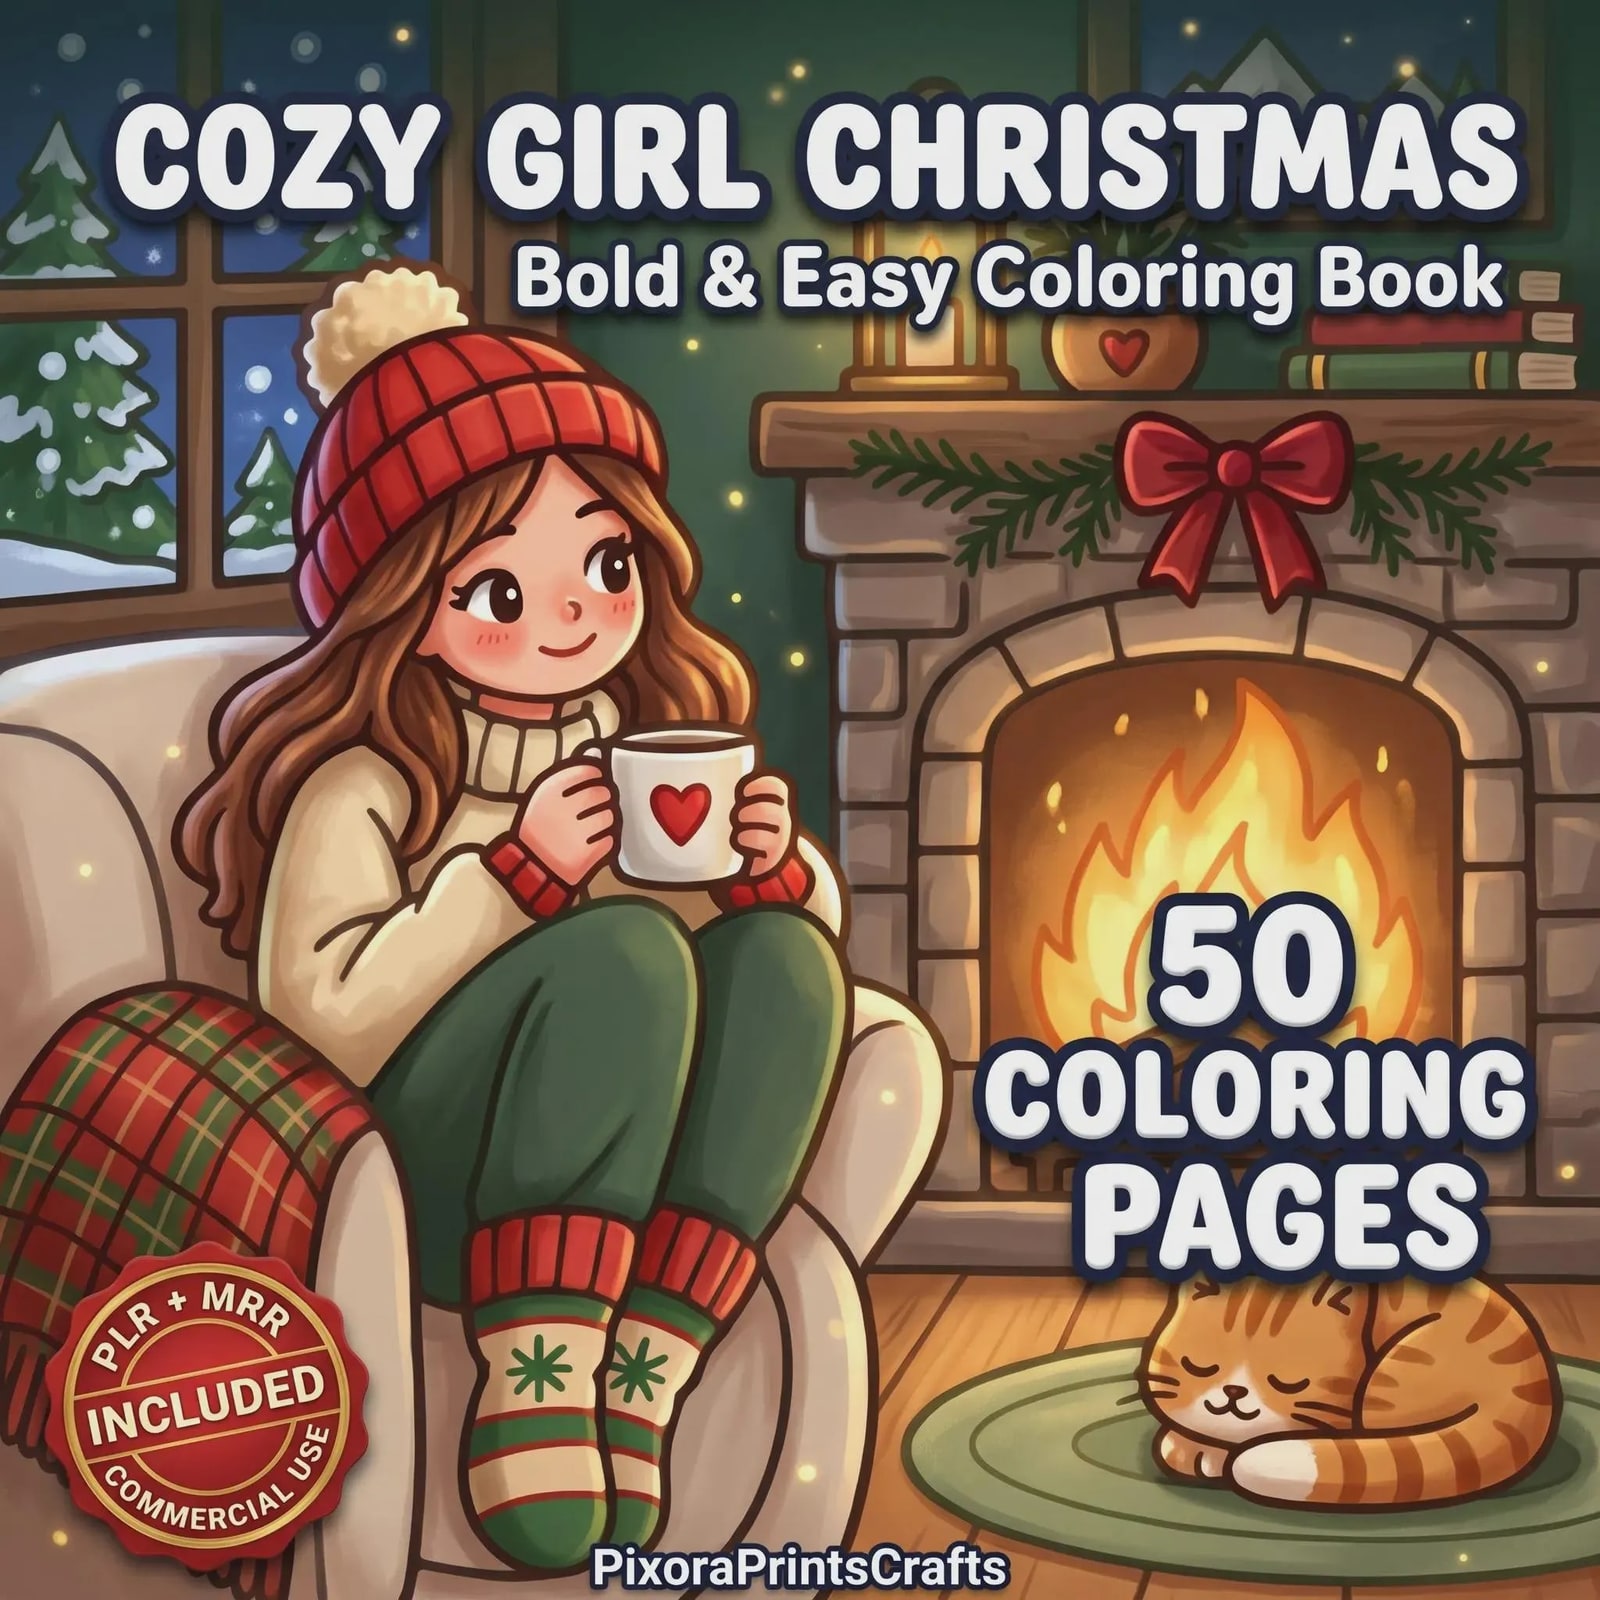 COZY GIRL CHRISTMAS
Bold & Easy Coloring Book
50
COLORING
PAGES
PLR + MRR
INCLUDED
COMMERCIAL USE
PixoraPrintsCrafts